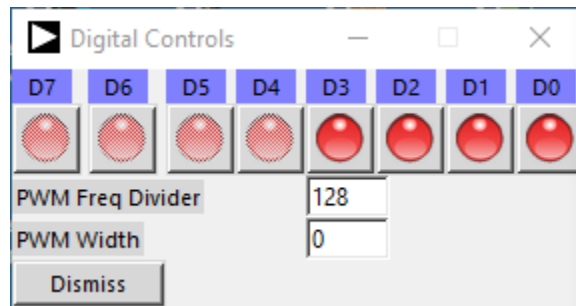 Digital Controls
D7 D6 D5 D4 D3 D2 D1 D0
PWM Freq Divider 128
PWM Width 0
Dismiss